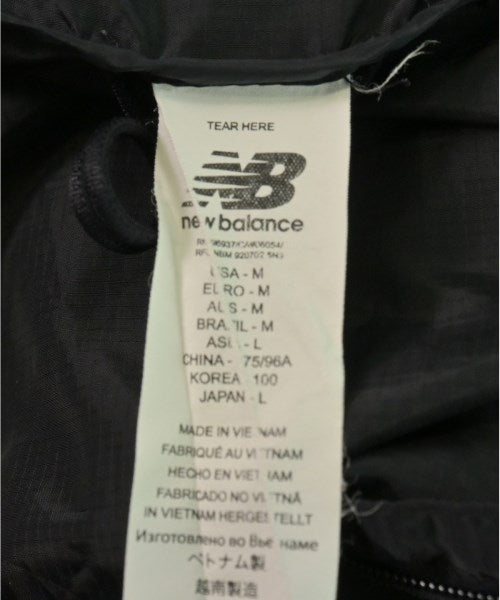 TEAR HERE
NB
new balance
USA - M
EURO - M
AUS - M
BRAZIL - M
ASIA - L
CHINA - 75/96A
KOREA 100
JAPAN - L
MADE IN VIETNAM
FABRIQUÉ AU VIETNAM
HECHO EN VIETNAM
FABRICADO NO VIETNÃ
IN VIETNAM HERGESTELLT
Изготовлено во Вьетнаме
ベトナム製
越南製造